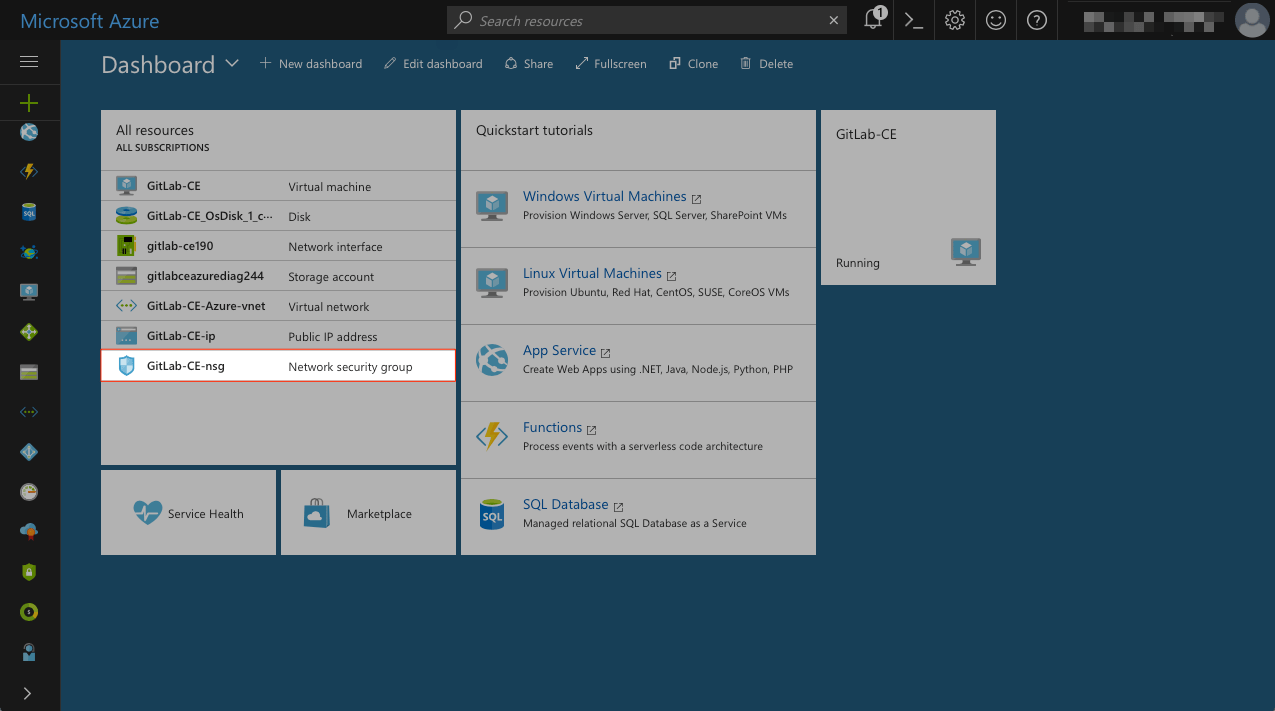 Microsoft Azure
Search resources
1
Dashboard
New dashboard
Edit dashboard
Share
Fullscreen
Clone
Delete
All resources
ALL SUBSCRIPTIONS
GitLab-CE Virtual machine
GitLab-CE_OsDisk_1_c··· Disk
gitlab-ce190 Network interface
gitlabceazurediag244 Storage account
GitLab-CE-Azure-vnet Virtual network
GitLab-CE-ip Public IP address
GitLab-CE-nsg Network security group
Service Health
Marketplace
Quickstart tutorials
Windows Virtual Machines
Provision Windows Server, SQL Server, SharePoint VMs
Linux Virtual Machines
Provision Ubuntu, Red Hat, CentOS, SUSE, CoreOS VMs
App Service
Create Web Apps using .NET, Java, Node.js, Python, PHP
Functions
Process events with a serverless code architecture
SQL
SQL Database
Managed relational SQL Database as a Service
GitLab-CE
Running
SQL